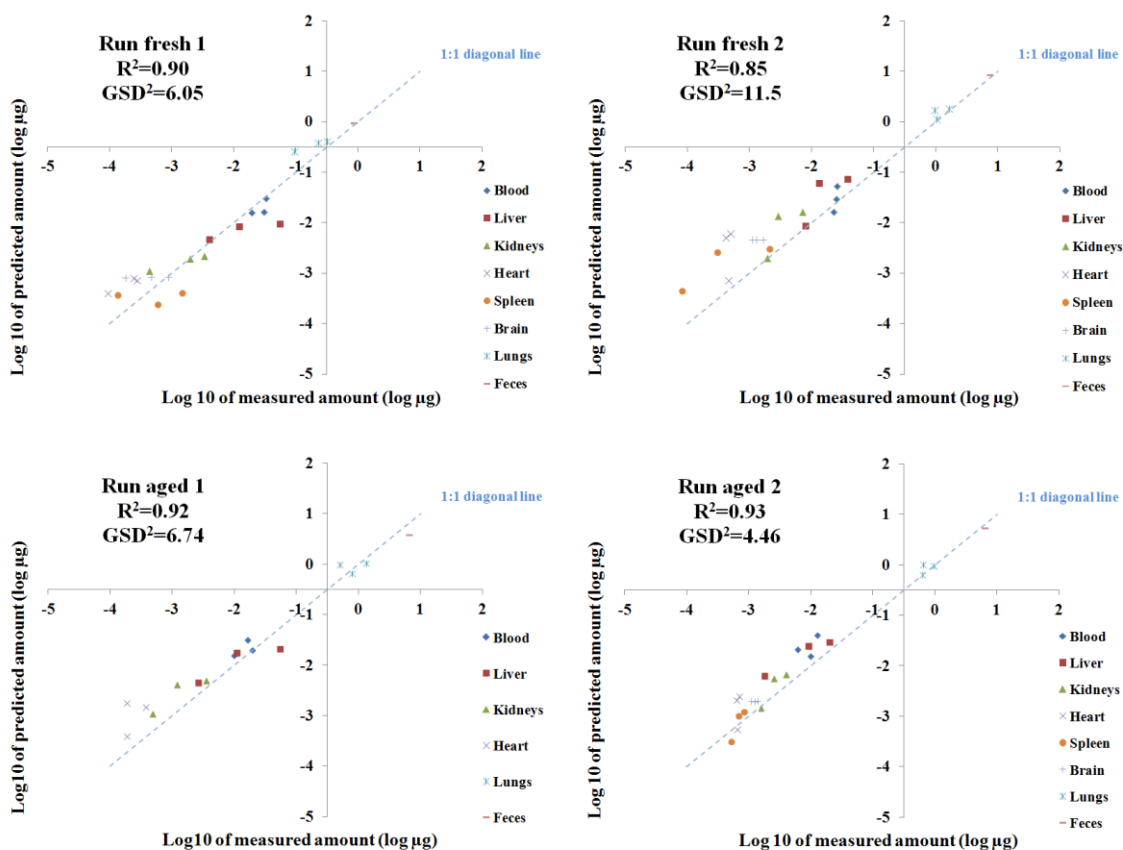 Run fresh 1
R²=0.90
GSD²=6.05
1:1 diagonal line
2
1
0
-1
-2
-3
-4
-5
-5 -4 -3 -2 -1 0 1 2
Log 10 of predicted amount (log µg)
Log 10 of measured amount (log µg)
Blood
Liver
Kidneys
Heart
Spleen
Brain
Lungs
Feces
Run fresh 2
R²=0.85
GSD²=11.5
1:1 diagonal line
2
1
0
-1
-2
-3
-4
-5
-5 -4 -3 -2 -1 0 1 2
Log 10 of predicted amount (log µg)
Log 10 of measured amount (log µg)
Blood
Liver
Kidneys
Heart
Spleen
Brain
Lungs
Feces
Run aged 1
R²=0.92
GSD²=6.74
1:1 diagonal line
2
1
0
-1
-2
-3
-4
-5
-5 -4 -3 -2 -1 0 1 2
Log10 of predicted amount (log µg)
Log10 of measured amount (log µg)
Blood
Liver
Kidneys
Heart
Lungs
Feces
Run aged 2
R²=0.93
GSD²=4.46
1:1 diagonal line
2
1
0
-1
-2
-3
-4
-5
-5 -4 -3 -2 -1 0 1 2
Log10 of predicted amount (log µg)
Log10 of measured amount (log µg)
Blood
Liver
Kidneys
Heart
Spleen
Brain
Lungs
Feces